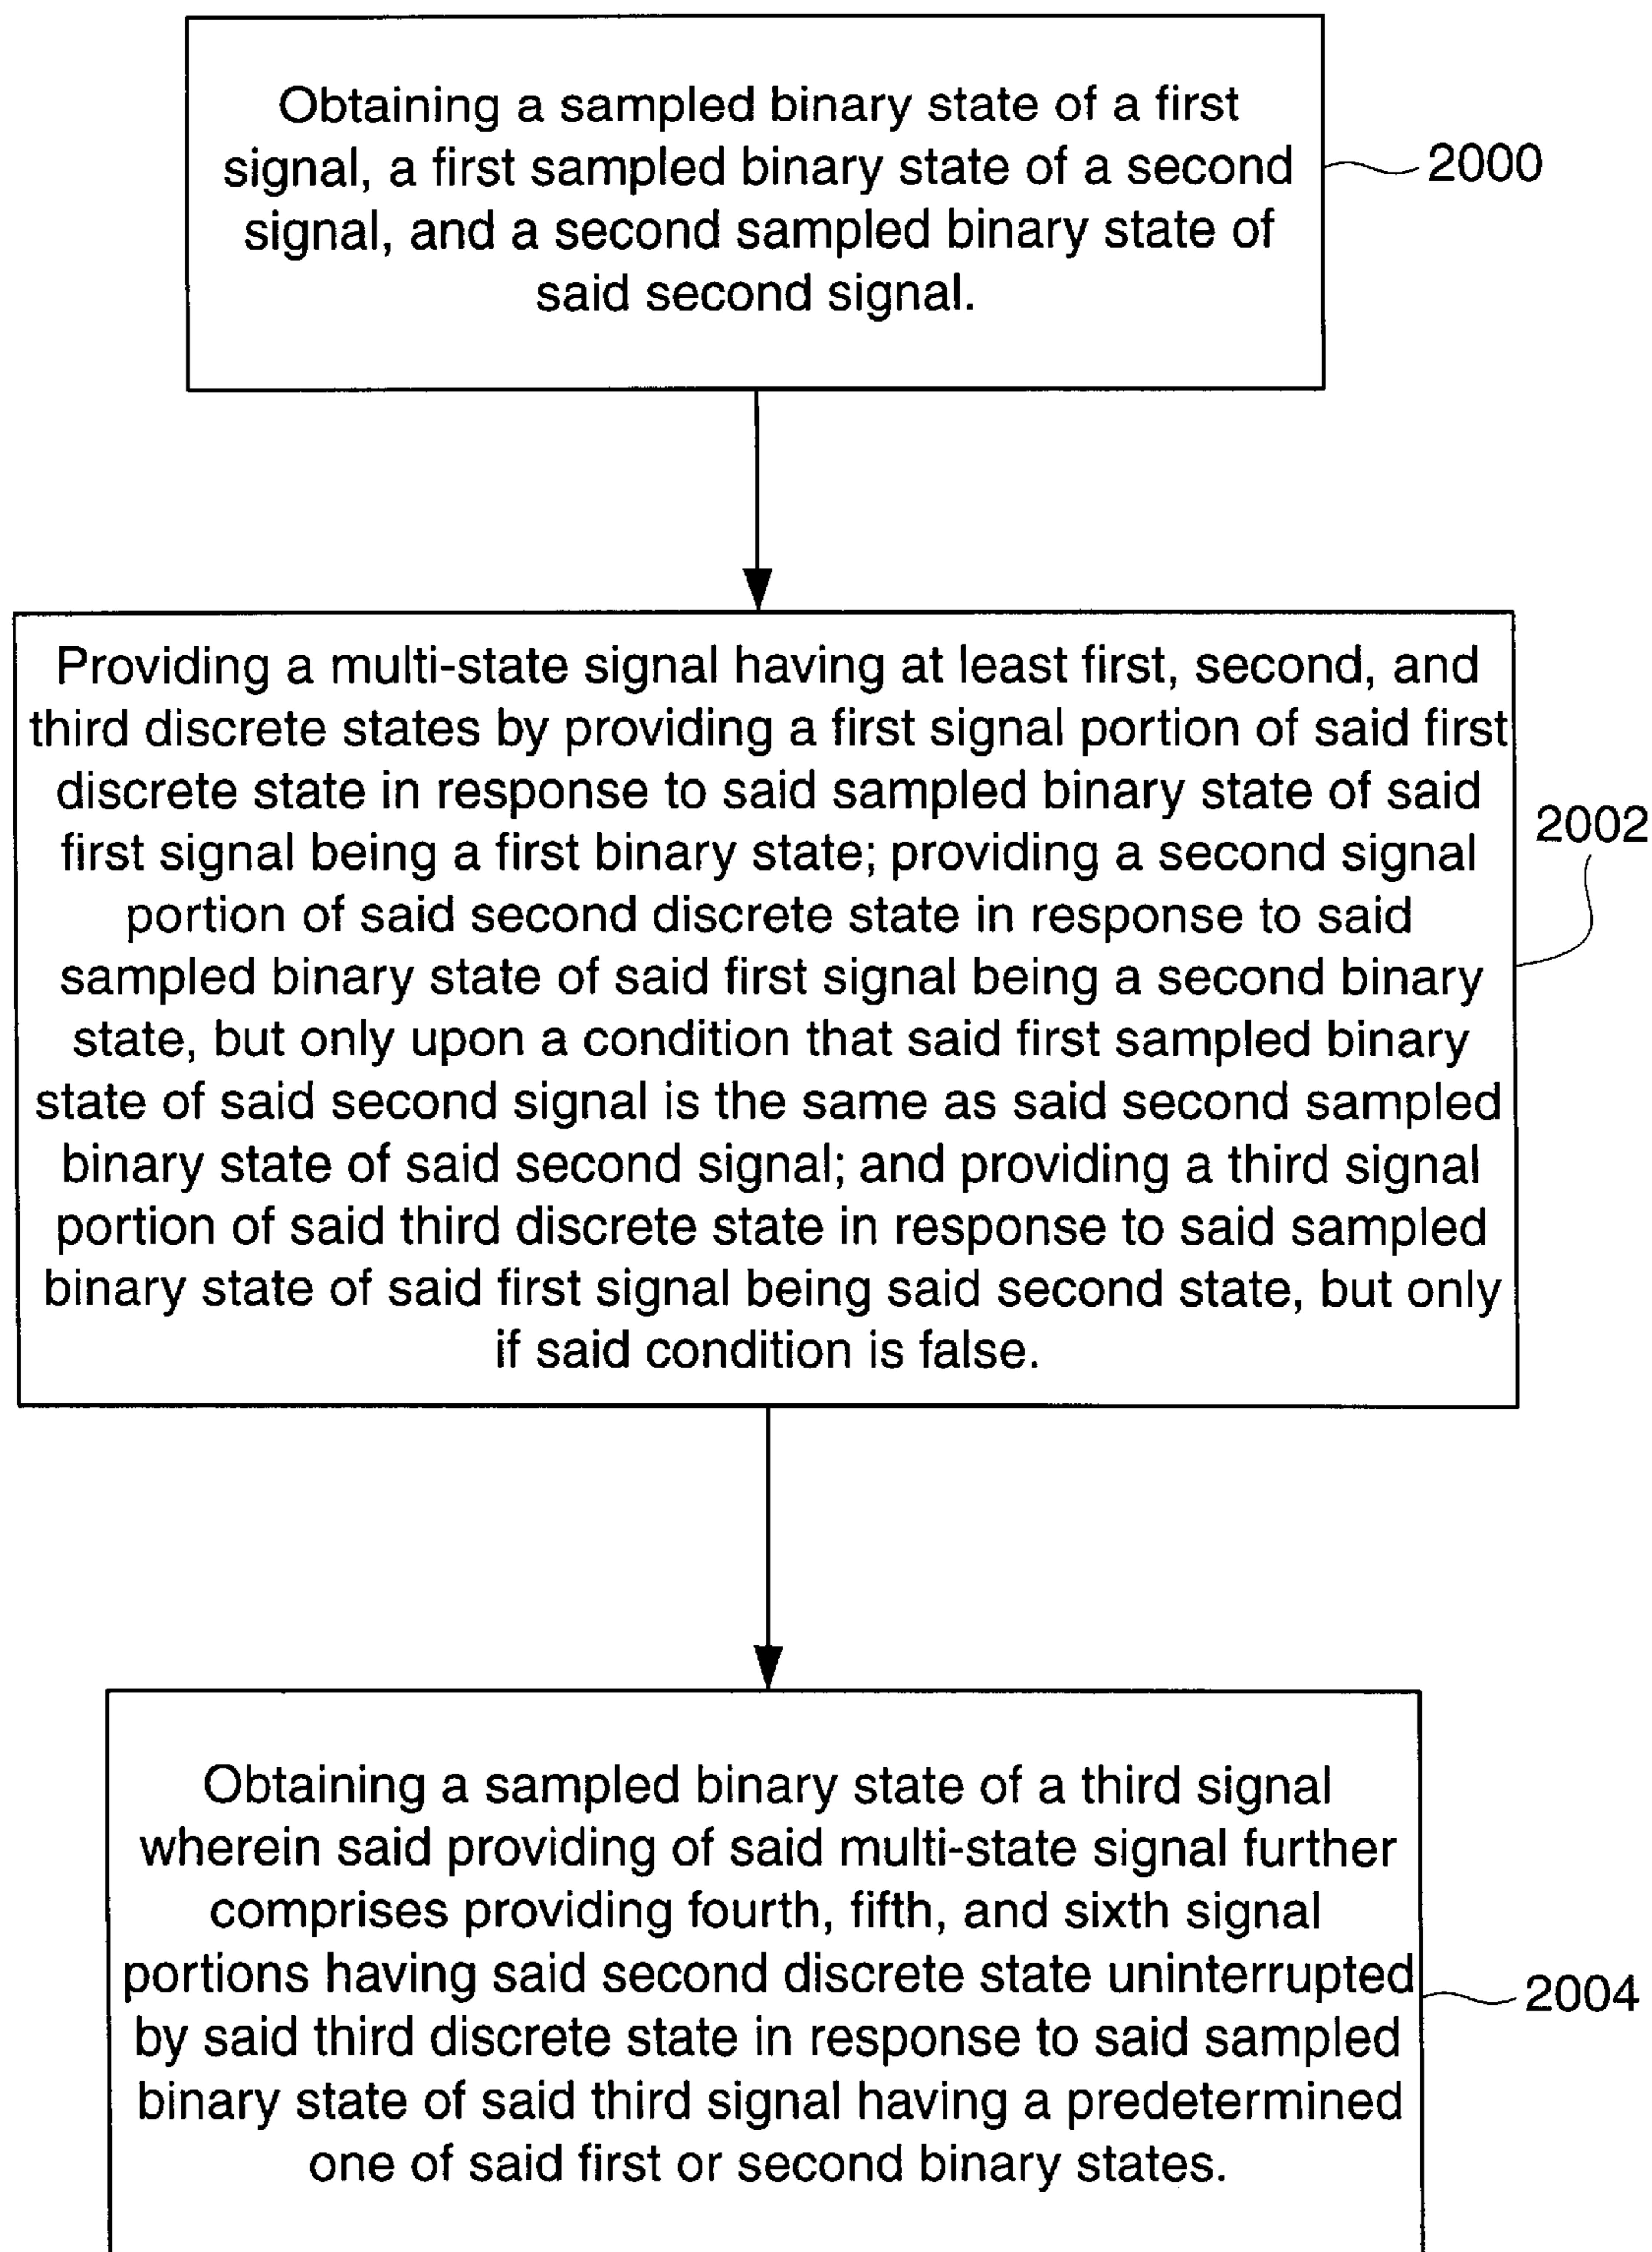 Obtaining a sampled binary state of a first
signal, a first sampled binary state of a second
signal, and a second sampled binary state of
said second signal.
2000
Providing a multi-state signal having at least first, second, and
third discrete states by providing a first signal portion of said first
discrete state in response to said sampled binary state of said
first signal being a first binary state; providing a second signal
portion of said second discrete state in response to said
sampled binary state of said first signal being a second binary
state, but only upon a condition that said first sampled binary
state of said second signal is the same as said second sampled
binary state of said second signal; and providing a third signal
portion of said third discrete state in response to said sampled
binary state of said first signal being said second state, but only
if said condition is false.
2002
Obtaining a sampled binary state of a third signal
wherein said providing of said multi-state signal further
comprises providing fourth, fifth, and sixth signal
portions having said second discrete state uninterrupted
by said third discrete state in response to said sampled
binary state of said third signal having a predetermined
one of said first or second binary states.
2004